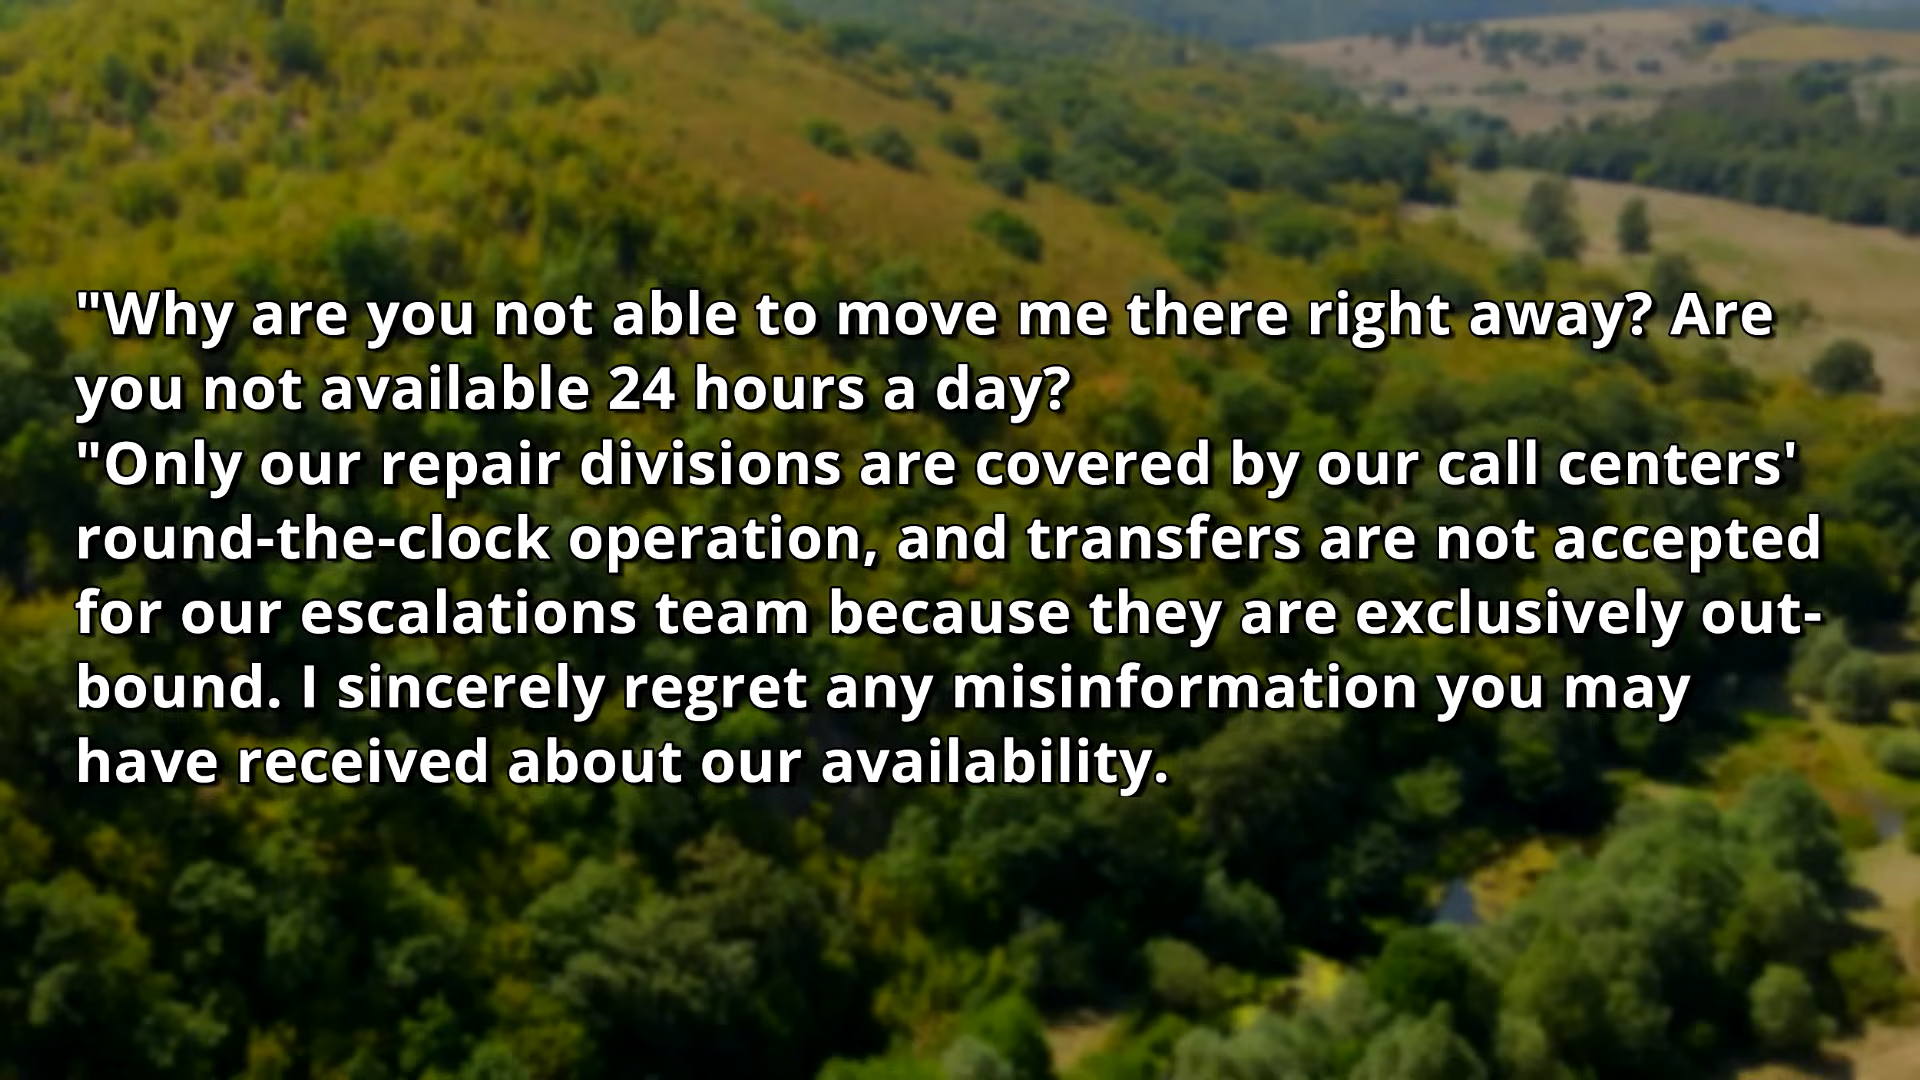 "Why are you not able to move me there right away? Are
you not available 24 hours a day?
"Only our repair divisions are covered by our call centers'
round-the-clock operation, and transfers are not accepted
for our escalations team because they are exclusively out-
bound. I sincerely regret any misinformation you may
have received about our availability.